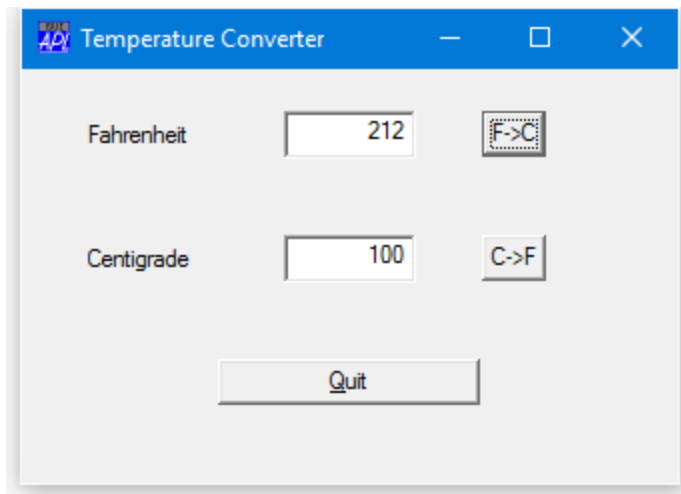 Temperature Converter
Fahrenheit 212 F->C
Centigrade 100 C->F
Quit